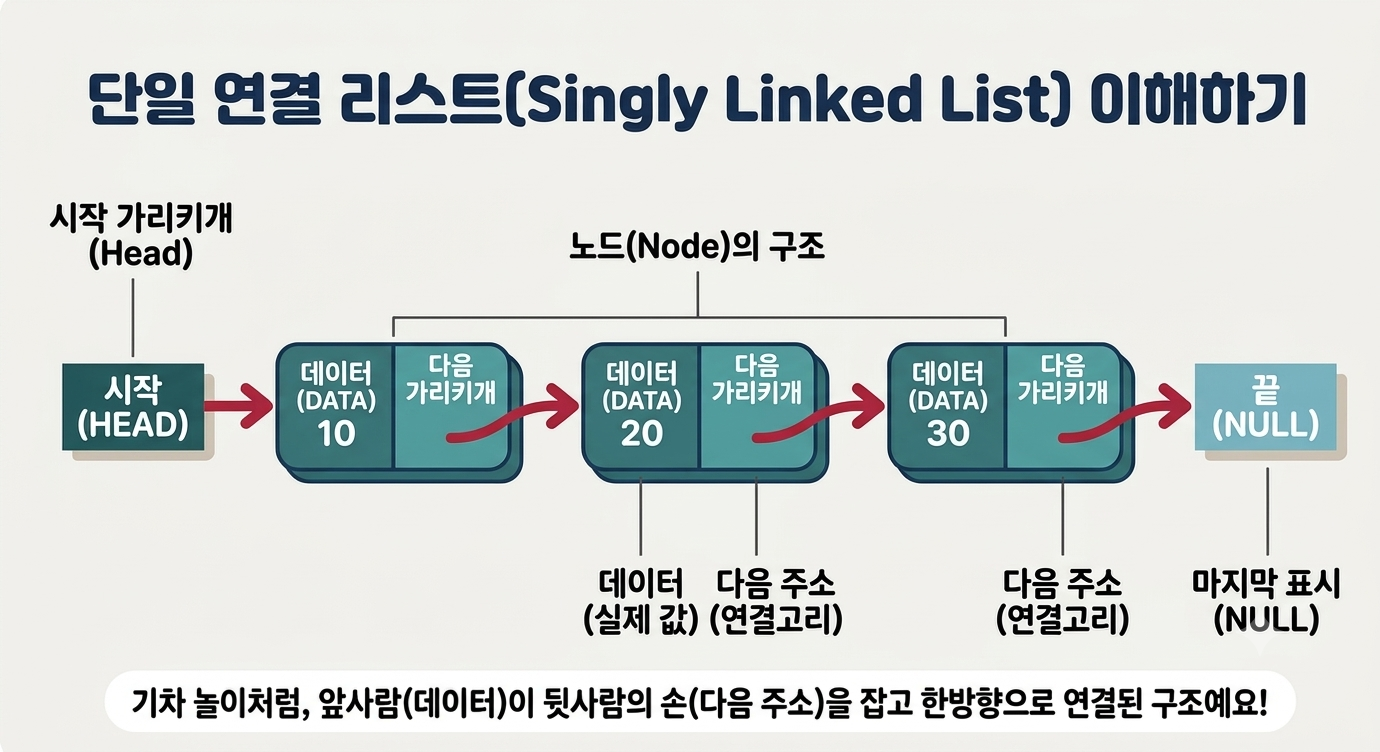 단일 연결 리스트(Singly Linked List) 이해하기
시작 가리키개
(Head)
노드(Node)의 구조
시작
(HEAD)
데이터
(DATA)
10
다음
가리키개
데이터
(DATA)
20
다음
가리키개
데이터
(DATA)
30
다음
가리키개
끝
(NULL)
데이터
(실제 값)
다음 주소
(연결고리)
다음 주소
(연결고리)
마지막 표시
(NULL)
기차 놀이처럼, 앞사람(데이터)이 뒷사람의 손(다음 주소)을 잡고 한방향으로 연결된 구조예요!